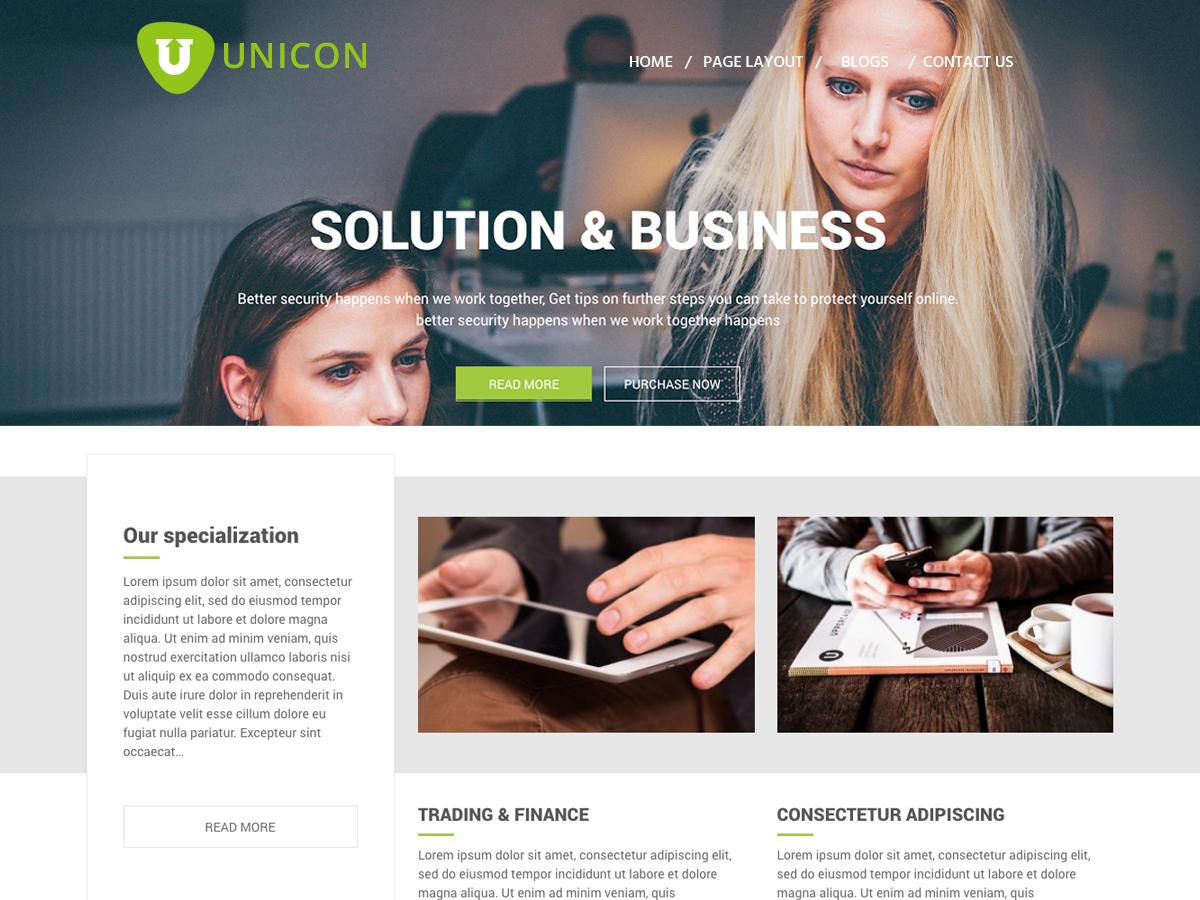 U UNICON
HOME / PAGE LAYOUT / BLOGS / CONTACT US
SOLUTION & BUSINESS
Better security happens when we work together, Get tips on further steps you can take to protect yourself online.
better security happens when we work together happens
READ MORE PURCHASE NOW
Our specialization
Lorem ipsum dolor sit amet, consectetur
adipiscing elit, sed do eiusmod tempor
incididunt ut labore et dolore magna
aliqua. Ut enim ad minim veniam, quis
nostrud exercitation ullamco laboris nisi
ut aliquip ex ea commodo consequat.
Duis aute irure dolor in reprehenderit in
voluptate velit esse cillum dolore eu
fugiat nulla pariatur. Excepteur sint
occaecat...
READ MORE
TRADING & FINANCE
Lorem ipsum dolor sit amet, consectetur adipiscing elit,
sed do eiusmod tempor incididunt ut labore et dolore
magna aliqua. Ut enim ad minim veniam, quis
CONSECTETUR ADIPISCING
Lorem ipsum dolor sit amet, consectetur adipiscing elit,
sed do eiusmod tempor incididunt ut labore et dolore
magna aliqua. Ut enim ad minim veniam, quis